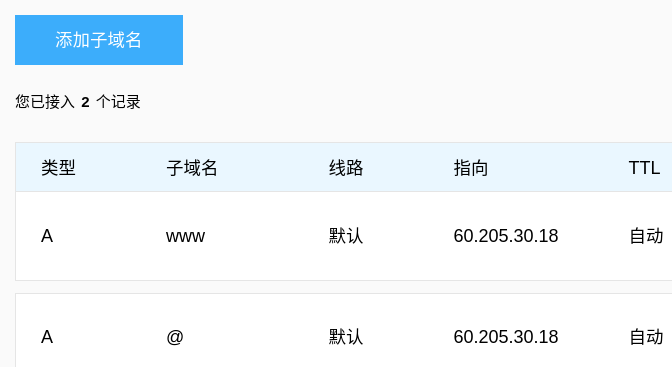 添加子域名
您已接入 2 个记录
类型 子域名 线路 指向 TTL
A www 默认 60.205.30.18 自动
A @ 默认 60.205.30.18 自动